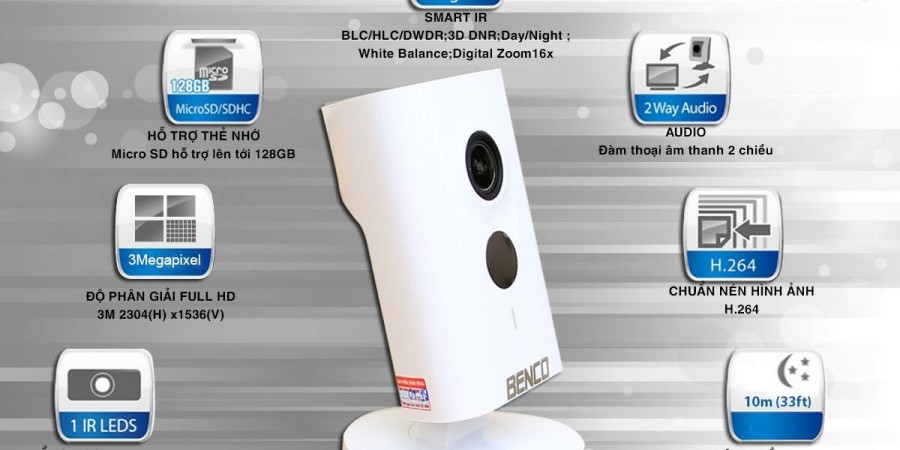 SMART IR
BLC/HLC/DWDR;3D DNR;Day/Night ;
White Balance;Digital Zoom16x
micro
SD
128GB
MicroSD/SDHC
HỖ TRỢ THẺ NHỚ
Micro SD hỗ trợ lên tới 128GB
2 Way Audio
AUDIO
Đàm thoại âm thanh 2 chiều
3Megapixel
ĐỘ PHÂN GIẢI FULL HD
3M 2304(H) x1536(V)
H.264
CHUẨN NÉN HÌNH ẢNH
H.264
BENCO
1 IR LEDS
10m (33ft)